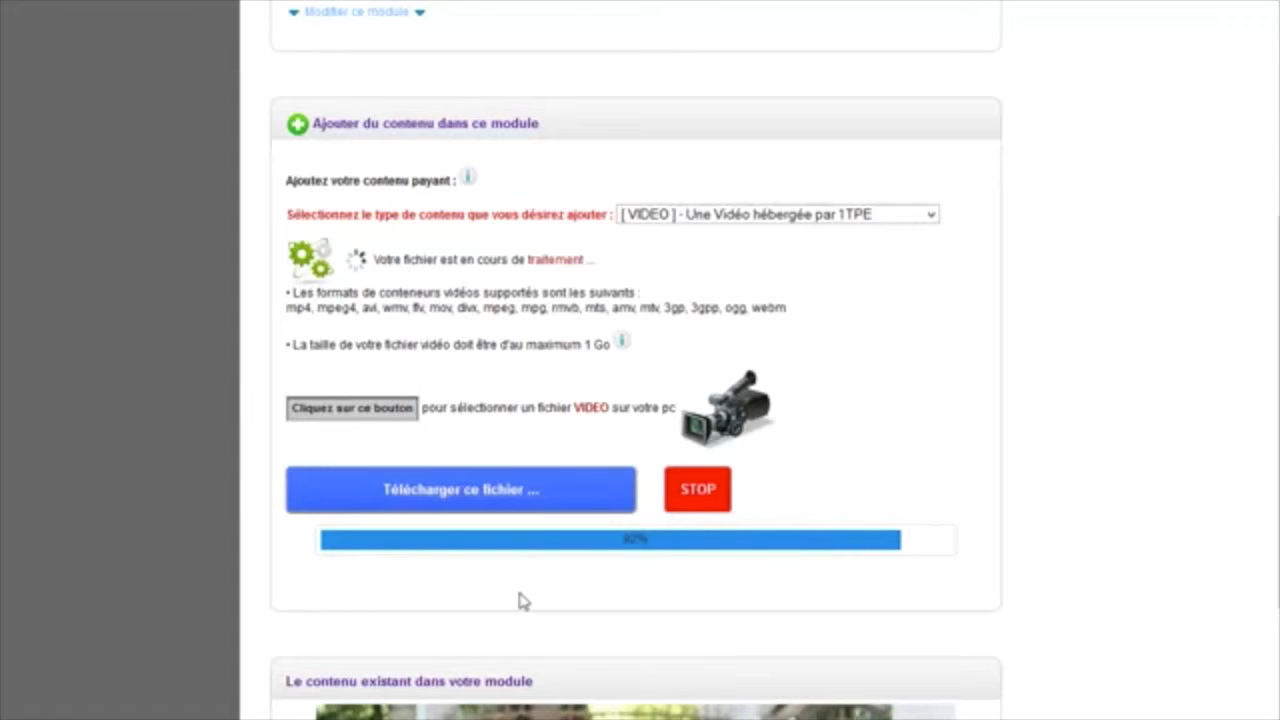 Modifier ce module
Ajouter du contenu dans ce module
Ajoutez votre contenu payant :
Sélectionnez le type de contenu que vous désirez ajouter : [ VIDEO ] - Une Vidéo hébergée par 1TPE
Votre fichier est en cours de traitement ...
• Les formats de conteneurs vidéos supportés sont les suivants :
mp4, mpeg4, avi, wmv, flv, mov, divx, mpeg, mpg, rmvb, mts, amv, mtv, 3gp, 3gpp, ogg, webm
• La taille de votre fichier vidéo doit être d'au maximum 1 Go
Cliquez sur ce bouton pour sélectionner un fichier VIDEO sur votre pc
Télécharger ce fichier ... STOP
Le contenu existant dans votre module